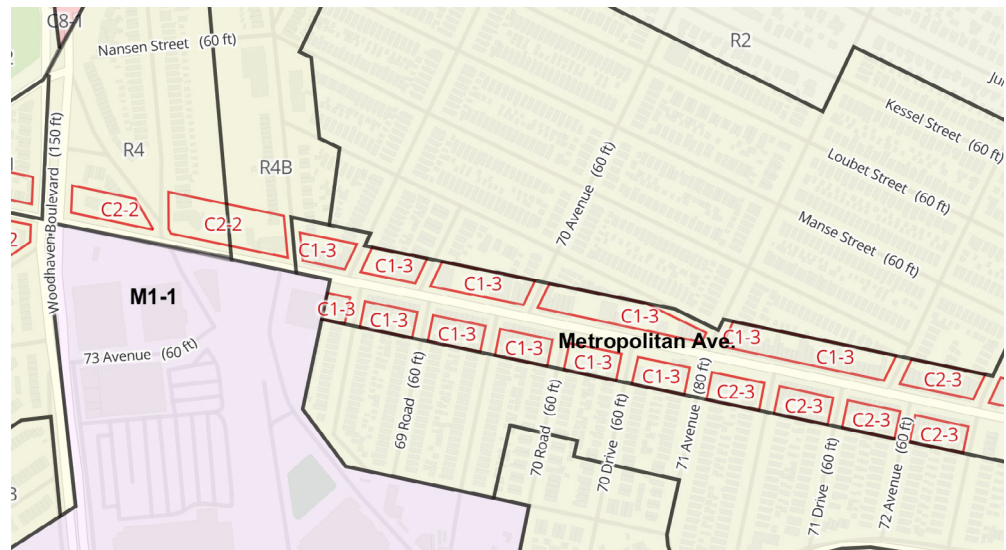 C8-1
Nansen Street (60 ft)
R2
Kessel Street (60 ft)
Loubet Street (60 ft)
Manse Street (60 ft)
70 Avenue (60 ft)
R4
R4B
Woodhaven Boulevard (150 ft)
C2-2
C2-2
C1-3
C1-3
C1-3
C1-3
C1-3
C1-3
C2-3
M1-1
Metropolitan Ave.
C1-3
C1-3
C1-3
C1-3
C1-3
C1-3
C2-3
C2-3
C2-3
C2-3
73 Avenue (60 ft)
69 Road (60 ft)
70 Road (60 ft)
70 Drive (60 ft)
71 Avenue (80 ft)
71 Drive (60 ft)
72 Avenue (60 ft)